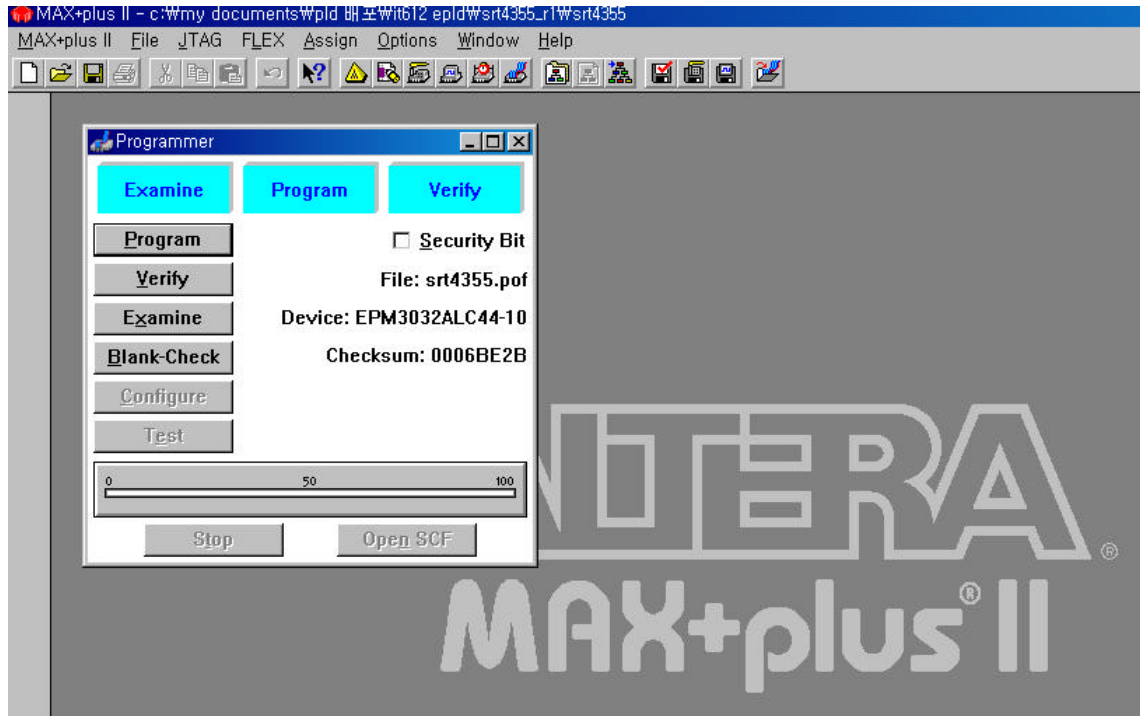 MAX+plus II - c:₩my documents₩pld 배포₩it612 epld₩srt4355_r1₩srt4355
MAX+plus II File JTAG FLEX Assign Options Window Help
Programmer
Examine Program Verify
Program
Security Bit
Verify
File: srt4355.pof
Examine
Device: EPM3032ALC44-10
Blank-Check
Checksum: 0006BE2B
Configure
Test
0 50 100
Stop Open SCF
NTERA®
MAX+plus® II